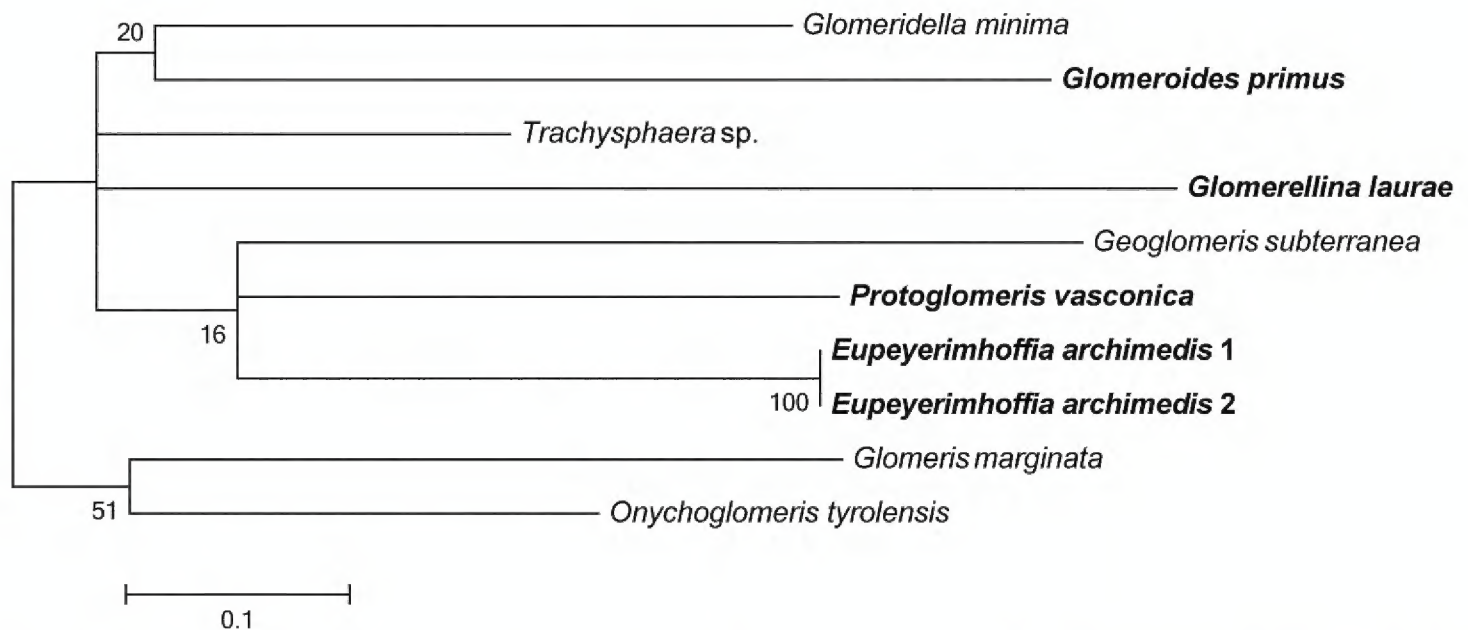 20
Glomeridella minima
Glomeroides primus
Trachysphaera sp.
Glomerellina laurae
Geoglomeris subterranea
Protoglomeris vasconica
16
Eupeyerimhoffia archimedis 1
100
Eupeyerimhoffia archimedis 2
Glomeris marginata
51
Onychoglomeris tyrolensis
0.1